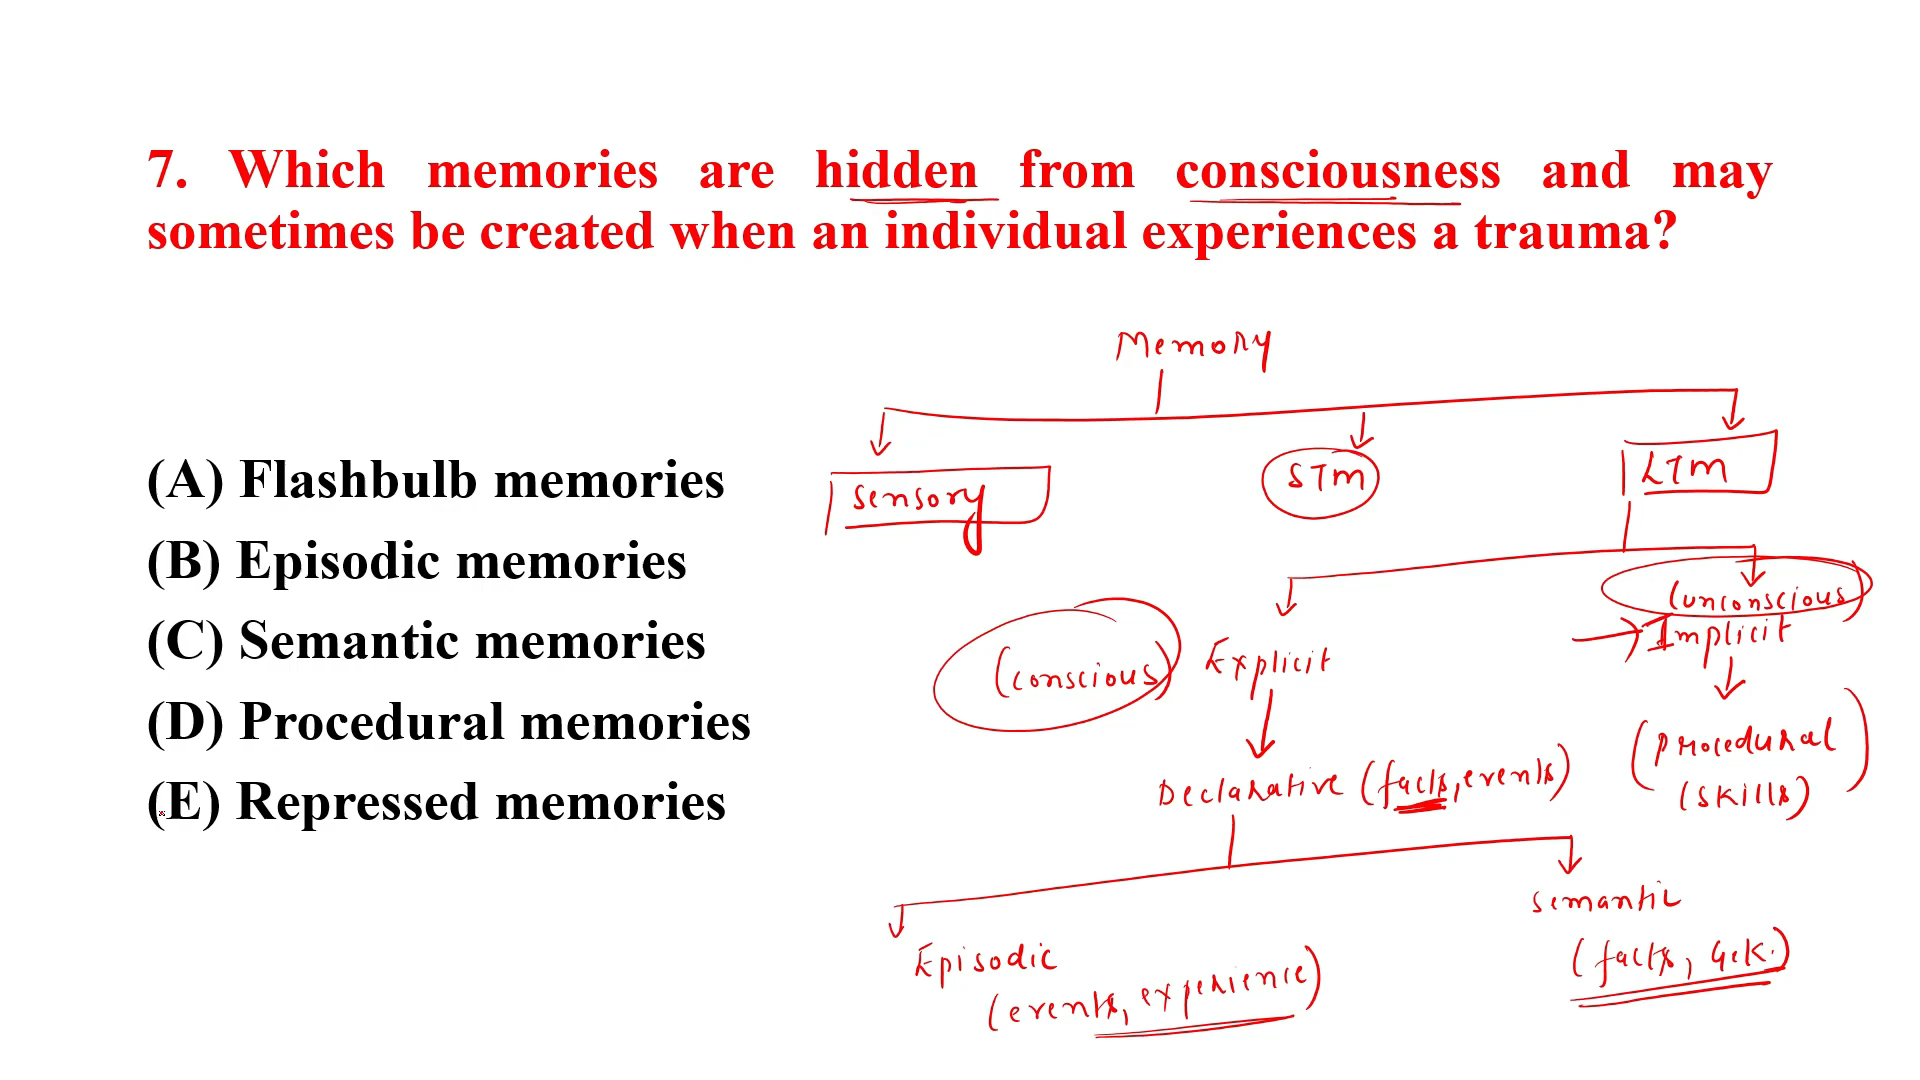 7. Which memories are hidden from consciousness and may
sometimes be created when an individual experiences a trauma?
Memory
(A) Flashbulb memories
Sensory
STM
LTM
(B) Episodic memories
(unconscious)
Implicit
(C) Semantic memories
(conscious)
Explicit
(D) Procedural memories
(Procedural
(skills)
Declarative (facts, events)
(E) Repressed memories
Semantic
(facts, G.K.)
Episodic
(events, experience)